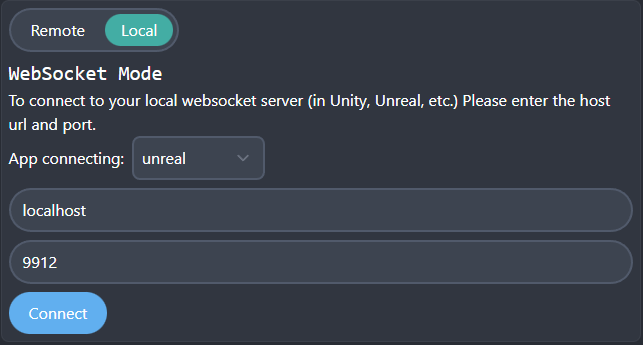 Remote Local
WebSocket Mode
To connect to your local websocket server (in Unity, Unreal, etc.) Please enter the host
url and port.
App connecting: unreal
localhost
9912
Connect